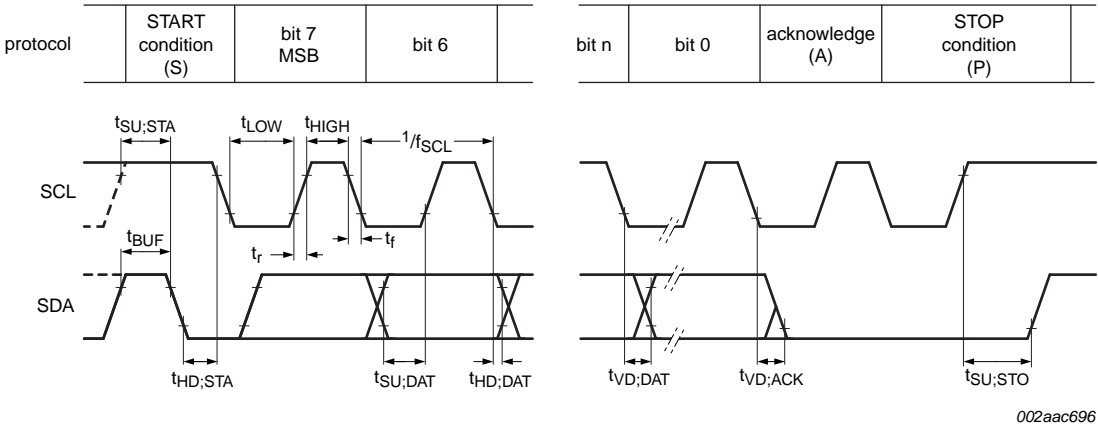 protocol
START
condition
(S)
bit 7
MSB
bit 6
bit n
bit 0
acknowledge
(A)
STOP
condition
(P)
tSU;STA
tLOW
tHIGH
1/fSCL
SCL
tBUF
tr
tf
SDA
tHD;STA
tSU;DAT
tHD;DAT
tVD;DAT
tVD;ACK
tSU;STO
002aac696